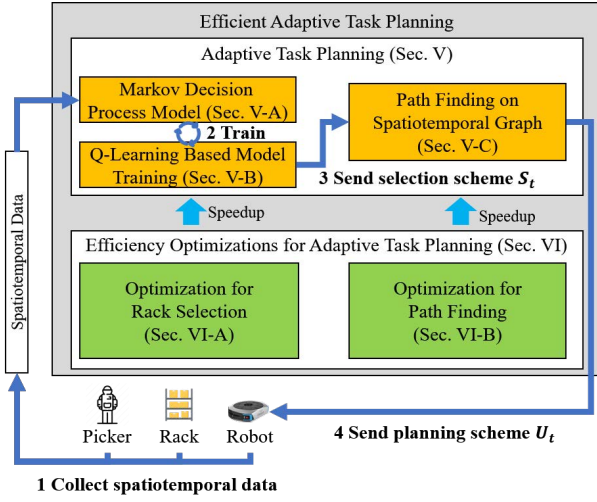 Efficient Adaptive Task Planning
Adaptive Task Planning (Sec. V)
Markov Decision
Process Model (Sec. V-A)
2 Train
Q-Learning Based Model
Training (Sec. V-B)
Path Finding on
Spatiotemporal Graph
(Sec. V-C)
3 Send selection scheme S_t
Speedup
Speedup
Efficiency Optimizations for Adaptive Task Planning (Sec. VI)
Optimization for
Rack Selection
(Sec. VI-A)
Optimization for
Path Finding
(Sec. VI-B)
Spatiotemporal Data
Picker
Rack
Robot
4 Send planning scheme U_t
1 Collect spatiotemporal data